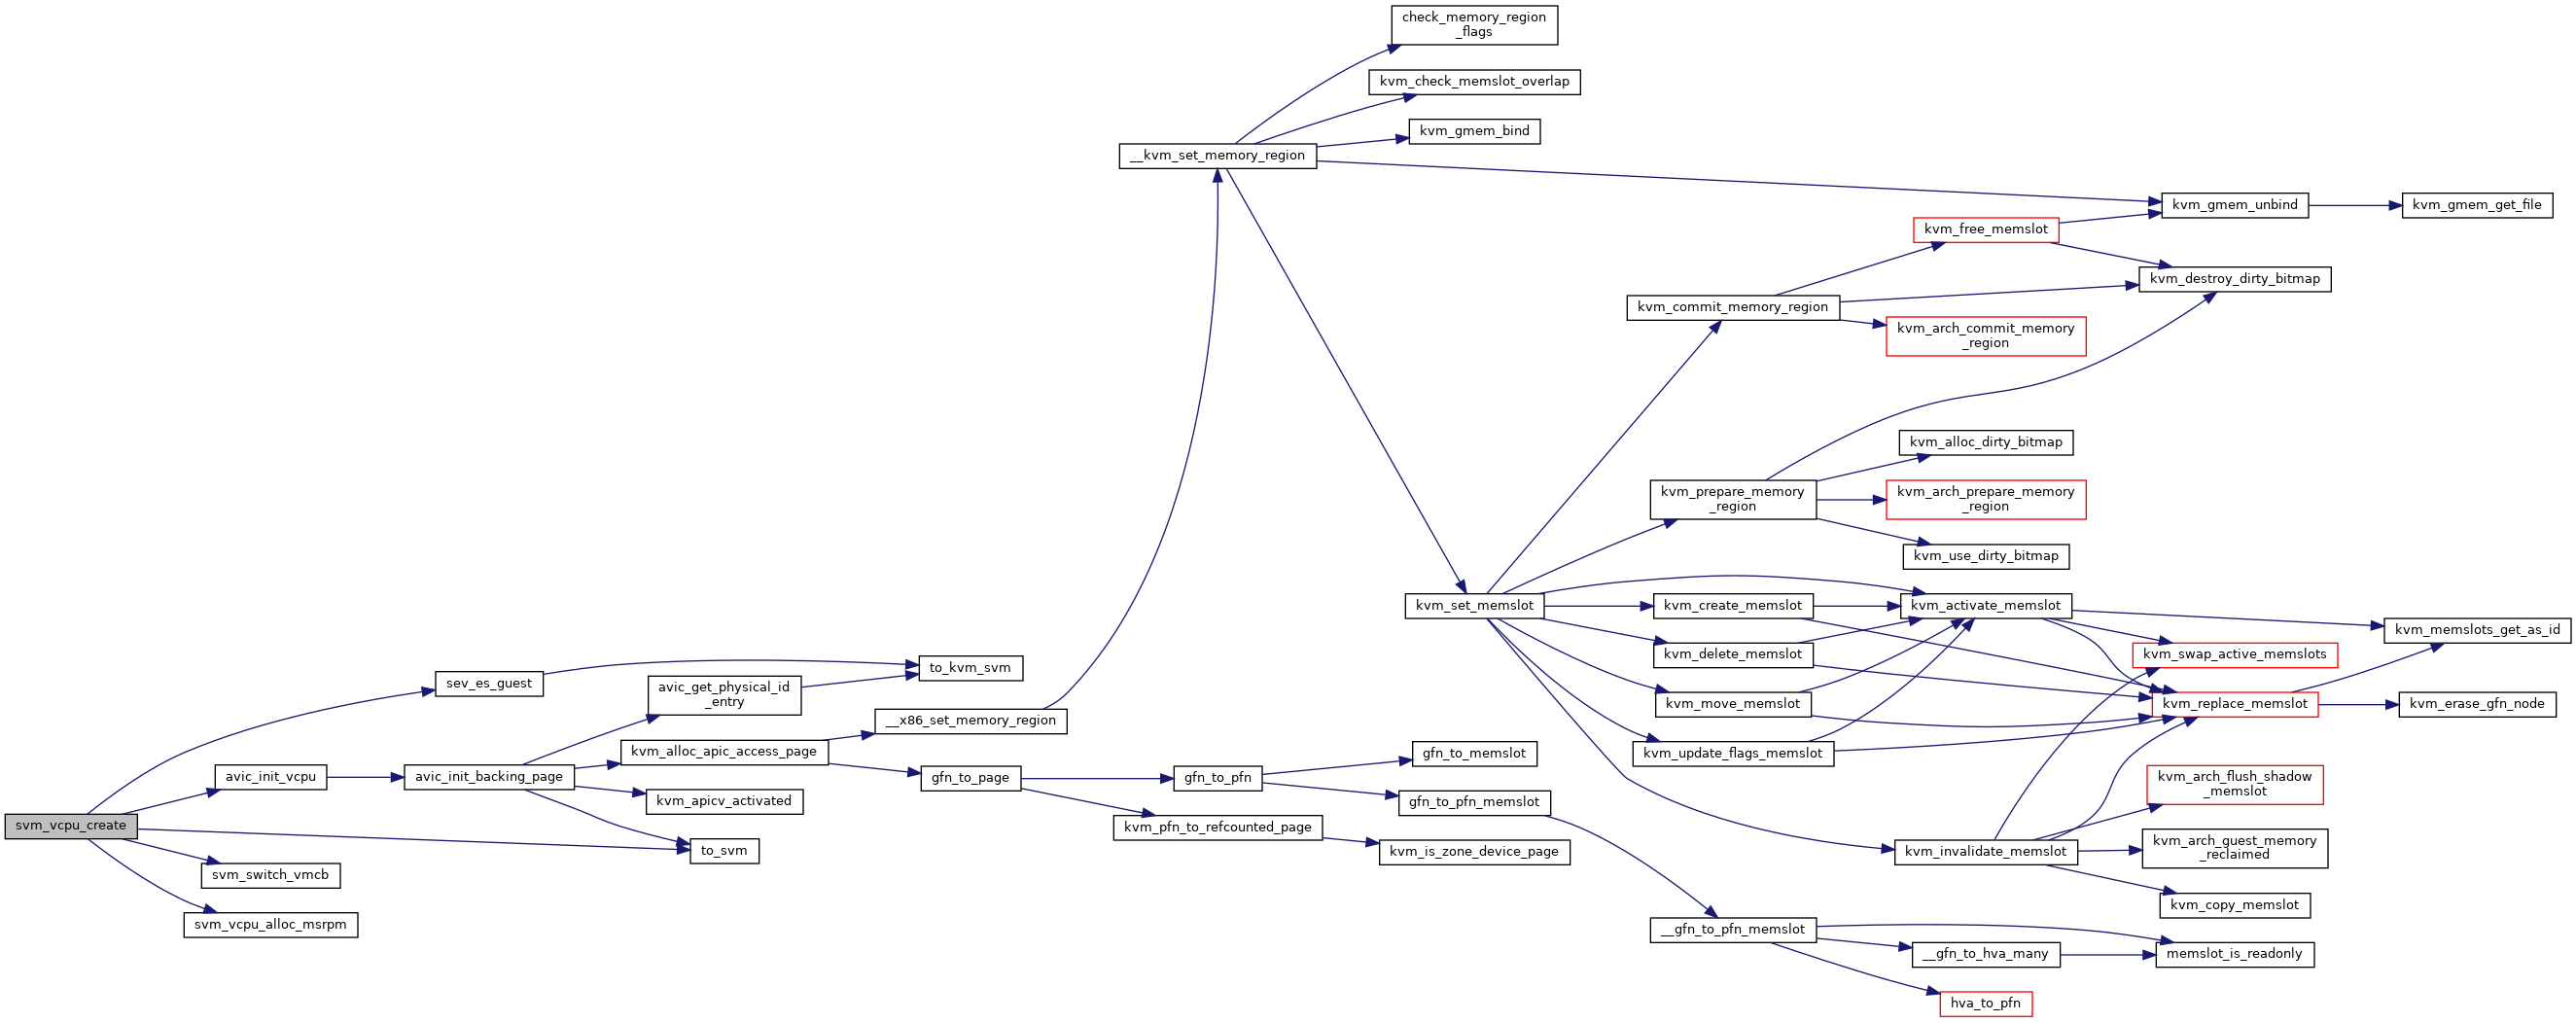 check_memory_region
_flags
kvm_check_memslot_overlap
kvm_gmem_bind
__kvm_set_memory_region
kvm_gmem_unbind
kvm_gmem_get_file
kvm_free_memslot
kvm_destroy_dirty_bitmap
kvm_commit_memory_region
kvm_arch_commit_memory
_region
kvm_alloc_dirty_bitmap
kvm_prepare_memory
_region
kvm_arch_prepare_memory
_region
kvm_use_dirty_bitmap
kvm_set_memslot
kvm_create_memslot
kvm_activate_memslot
kvm_memslots_get_as_id
kvm_delete_memslot
kvm_swap_active_memslots
kvm_move_memslot
kvm_replace_memslot
kvm_erase_gfn_node
kvm_update_flags_memslot
kvm_arch_flush_shadow
_memslot
kvm_invalidate_memslot
kvm_arch_guest_memory
_reclaimed
kvm_copy_memslot
sev_es_guest
to_kvm_svm
avic_get_physical_id
_entry
__x86_set_memory_region
kvm_alloc_apic_access_page
avic_init_vcpu
avic_init_backing_page
gfn_to_page
gfn_to_pfn
gfn_to_memslot
kvm_apicv_activated
gfn_to_pfn_memslot
svm_vcpu_create
kvm_pfn_to_refcounted_page
to_svm
kvm_is_zone_device_page
svm_switch_vmcb
svm_vcpu_alloc_msrpm
__gfn_to_pfn_memslot
__gfn_to_hva_many
memslot_is_readonly
hva_to_pfn